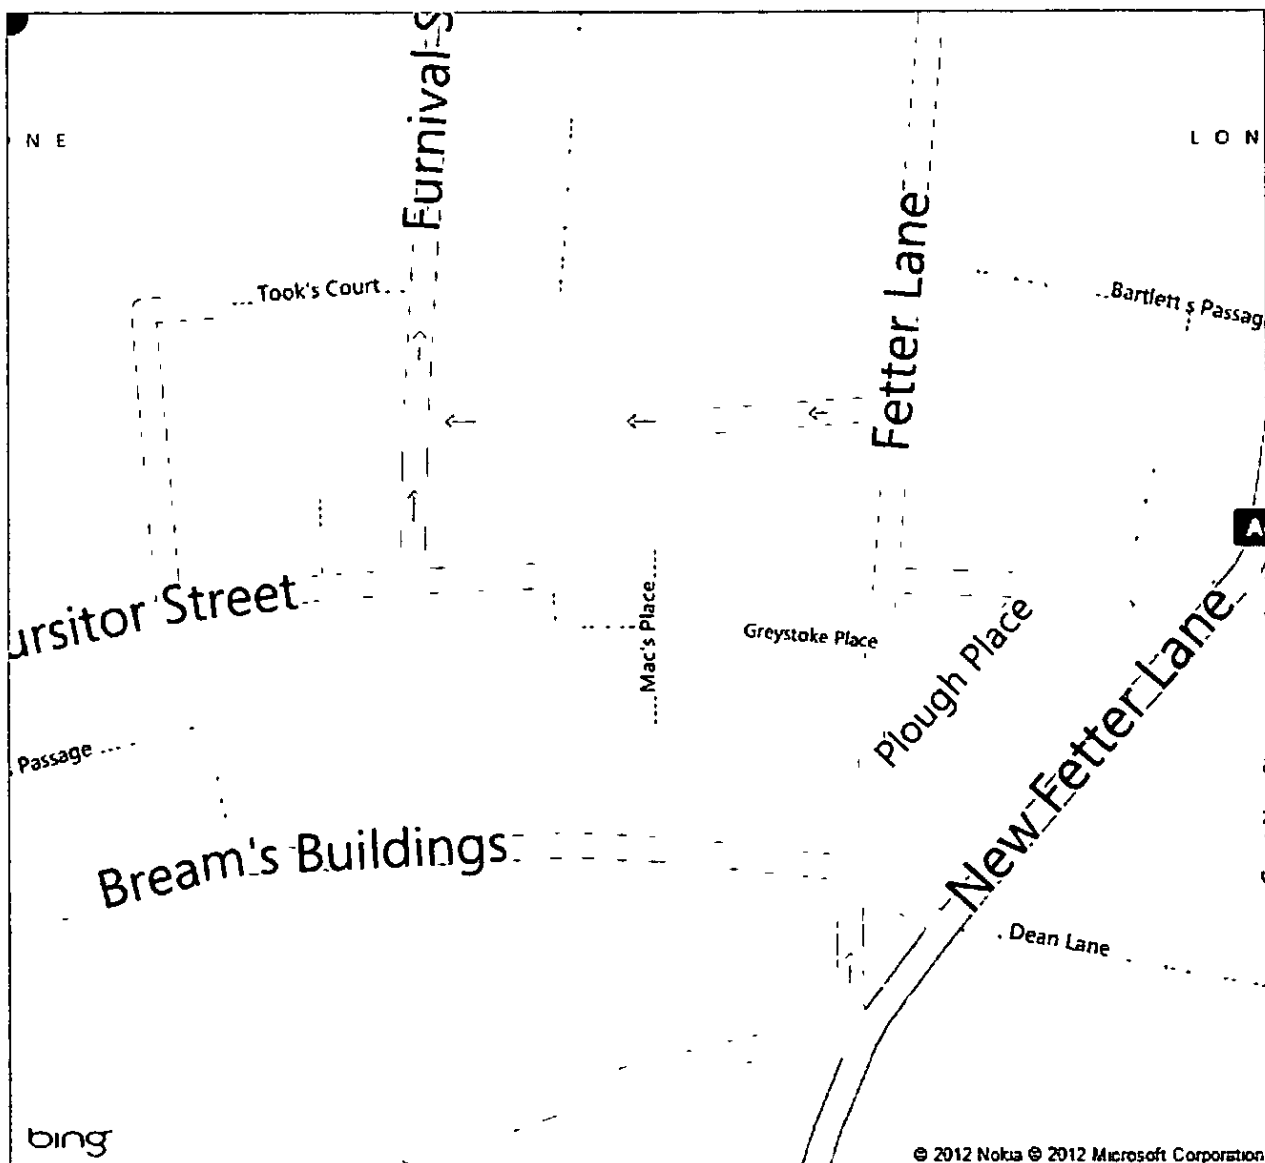 Furnival S
N E
L O N
Fetter Lane
Took's Court
Bartlett s Passag
A
ursitor Street
Mac's Place
Greystoke Place
Plough Place
New Fetter Lane
Passage
Bream's Buildings
Dean Lane
bing
© 2012 Nokia © 2012 Microsoft Corporation